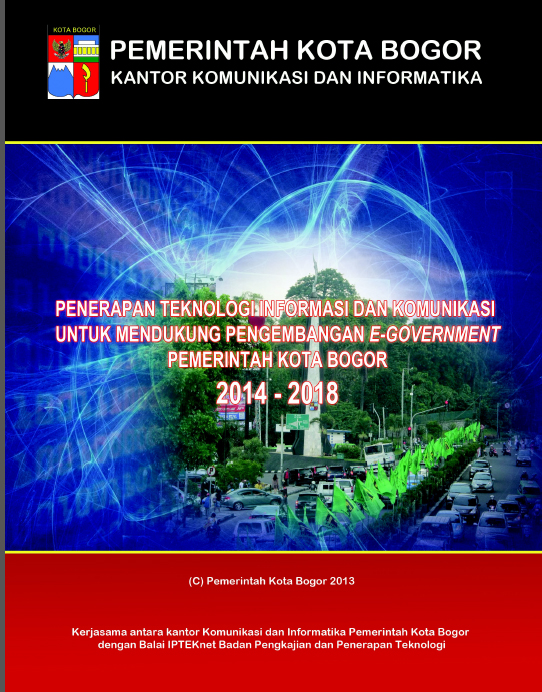 KOTA BOGOR
PEMERINTAH KOTA BOGOR
KANTOR KOMUNIKASI DAN INFORMATIKA
PENERAPAN TEKNOLOGI INFORMASI DAN KOMUNIKASI
UNTUK MENDUKUNG PENGEMBANGAN E-GOVERNMENT
PEMERINTAH KOTA BOGOR
2014 - 2018
(C) Pemerintah Kota Bogor 2013
Kerjasama antara kantor Komunikasi dan Informatika Pemerintah Kota Bogor
dengan Balai IPTEKnet Badan Pengkajian dan Penerapan Teknologi